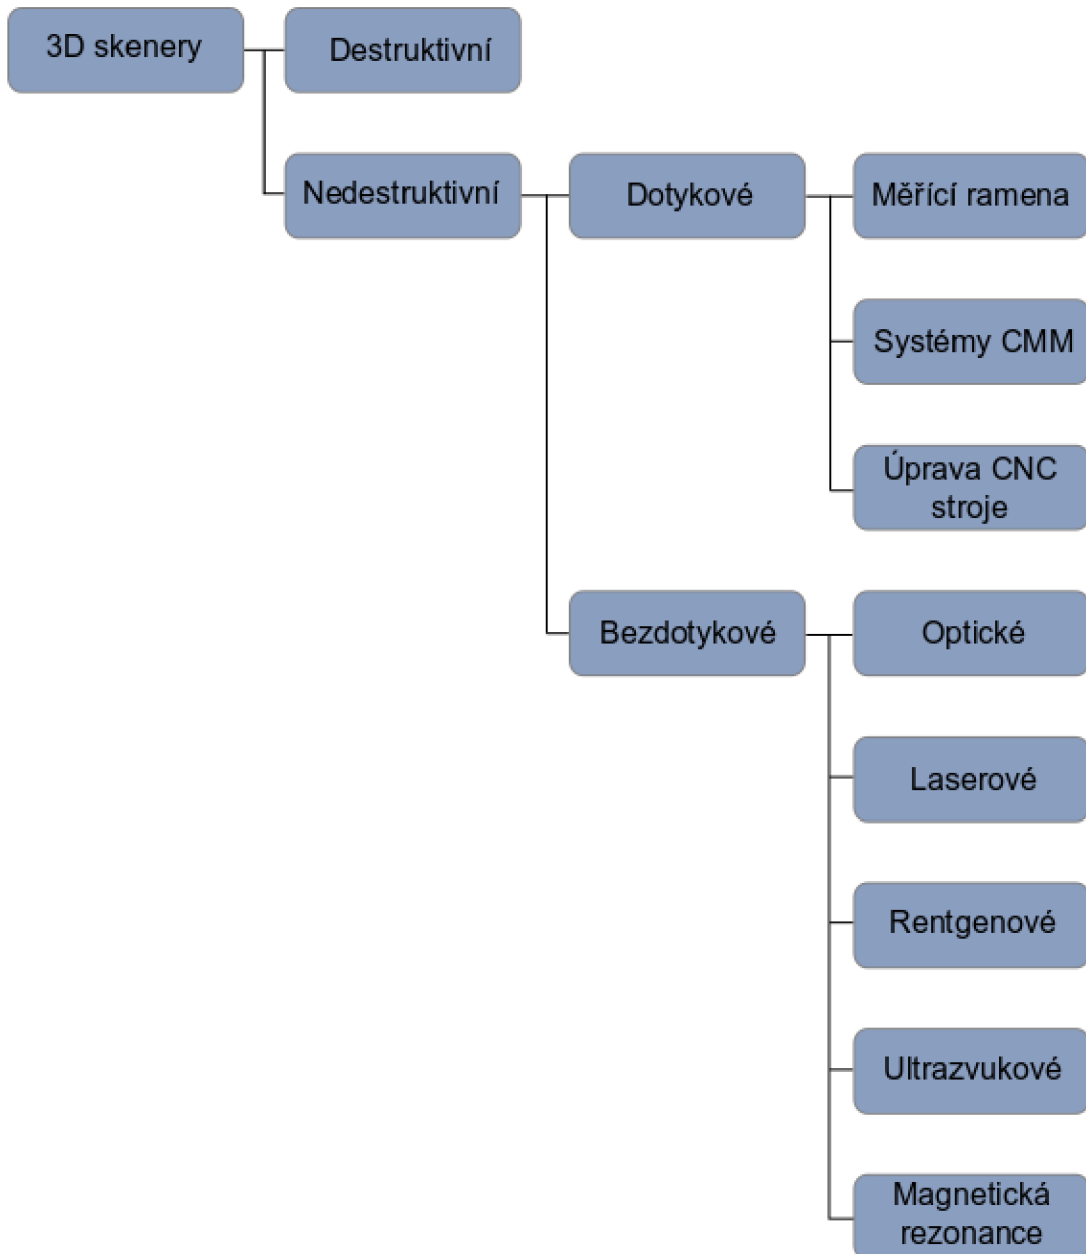 3D skenery
Destruktivní
Nedestruktivní
Dotykové
Měřící ramena
Systémy CMM
Úprava CNC
stroje
Bezdotykové
Optické
Laserové
Rentgenové
Ultrazvukové
Magnetická
rezonance